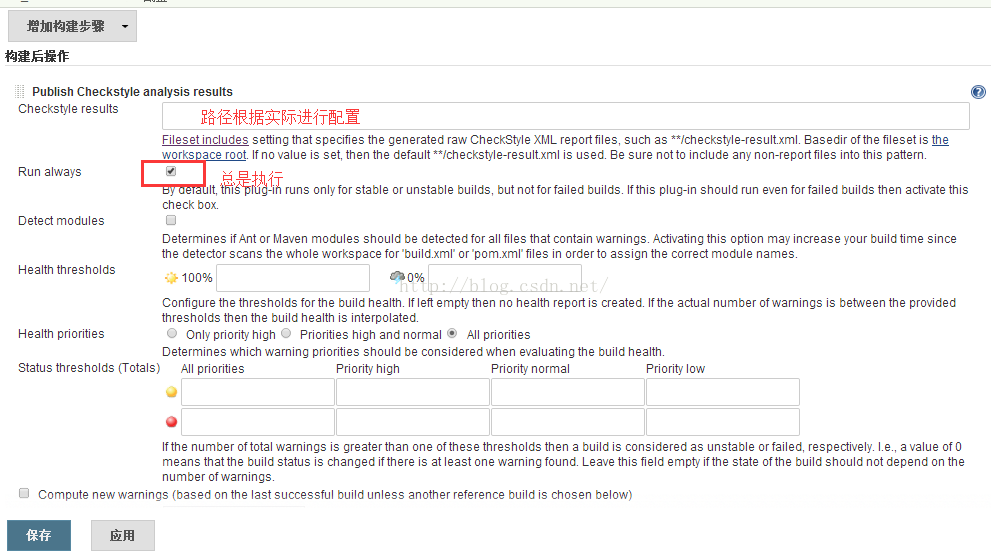 增加构建步骤
构建后操作
Publish Checkstyle analysis results
Checkstyle results
路径根据实际进行配置
Fileset includes setting that specifies the generated raw CheckStyle XML report files, such as **/checkstyle-result.xml. Basedir of the fileset is the
workspace root. If no value is set, then the default **/checkstyle-result.xml is used. Be sure not to include any non-report files into this pattern.
Run always
总是执行
By default, this plug-in runs only for stable or unstable builds, but not for failed builds. If this plug-in should run even for failed builds then activate this
check box.
Detect modules
Determines if Ant or Maven modules should be detected for all files that contain warnings. Activating this option may increase your build time since
the detector scans the whole workspace for 'build.xml' or 'pom.xml' files in order to assign the correct module names.
Health thresholds
100% 0%
http://blog.csdn.net/
Configure the thresholds for the build health. If left empty then no health report is created. If the actual number of warnings is between the provided
thresholds then the build health is interpolated.
Health priorities
Only priority high Priorities high and normal All priorities
Determines which warning priorities should be considered when evaluating the build health.
Status thresholds (Totals)
All priorities Priority high Priority normal Priority low
If the number of total warnings is greater than one of these thresholds then a build is considered as unstable or failed, respectively. I.e., a value of 0
means that the build status is changed if there is at least one warning found. Leave this field empty if the state of the build should not depend on the
number of warnings.
Compute new warnings (based on the last successful build unless another reference build is chosen below)
保存 应用